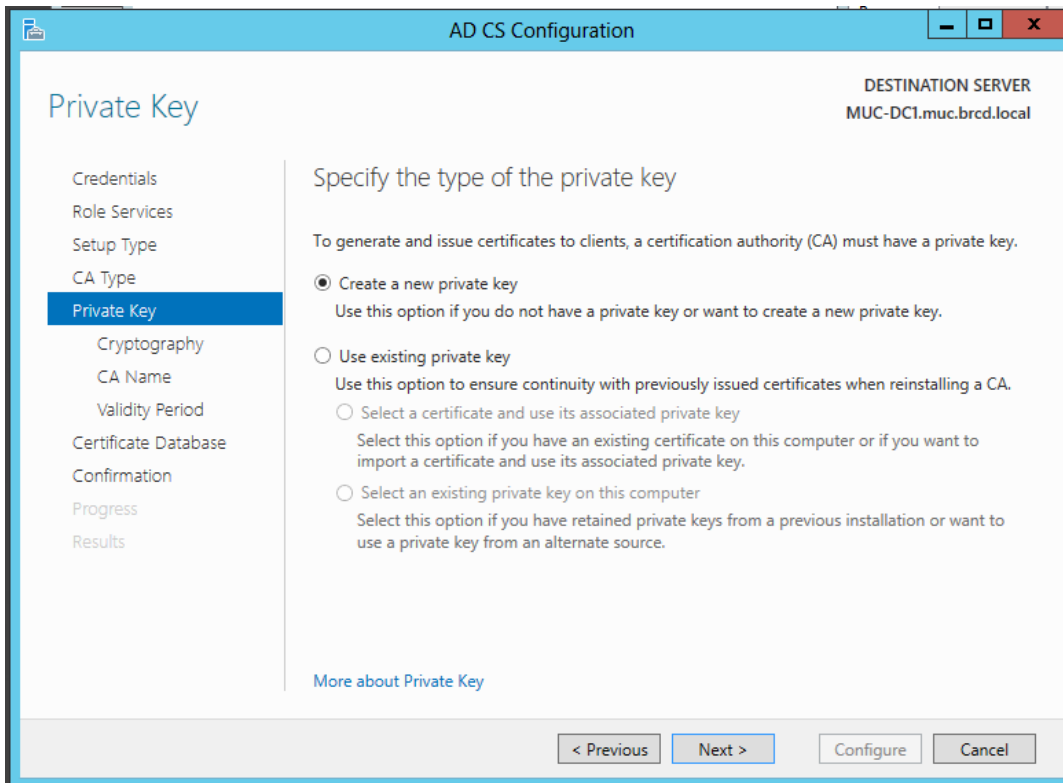 AD CS Configuration
DESTINATION SERVER
MUC-DC1.muc.brcd.local
Private Key
Credentials
Role Services
Setup Type
CA Type
Private Key
Cryptography
CA Name
Validity Period
Certificate Database
Confirmation
Progress
Results
Specify the type of the private key
To generate and issue certificates to clients, a certification authority (CA) must have a private key.
Create a new private key
Use this option if you do not have a private key or want to create a new private key.
Use existing private key
Use this option to ensure continuity with previously issued certificates when reinstalling a CA.
Select a certificate and use its associated private key
Select this option if you have an existing certificate on this computer or if you want to
import a certificate and use its associated private key.
Select an existing private key on this computer
Select this option if you have retained private keys from a previous installation or want to
use a private key from an alternate source.
More about Private Key
< Previous
Next >
Configure
Cancel